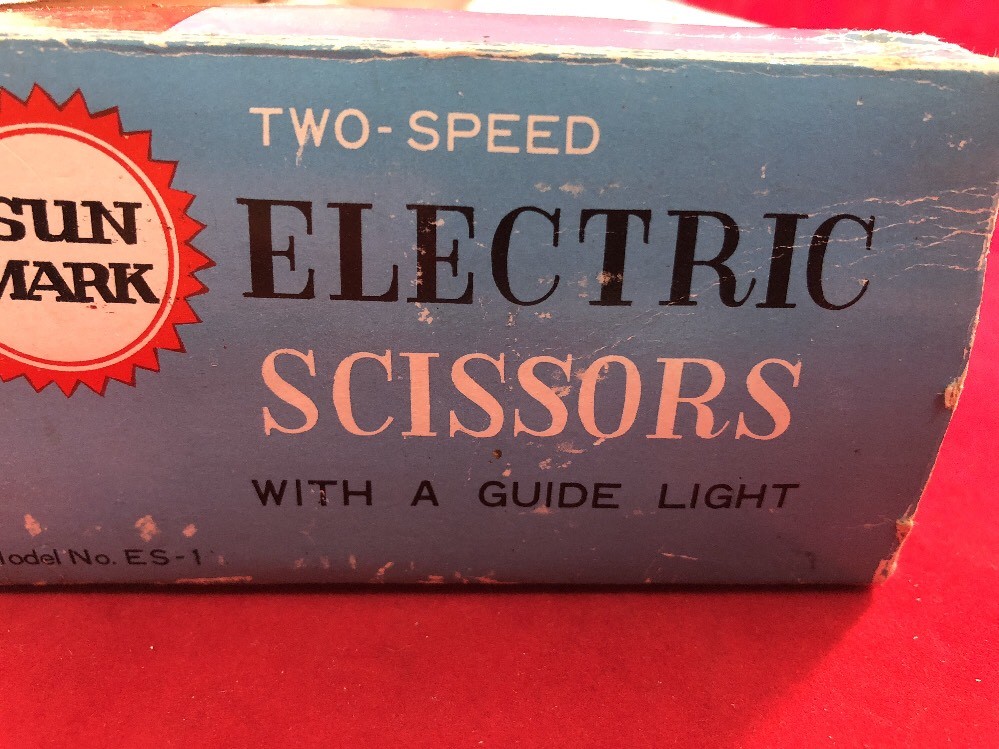 SUN
MARK
TWO-SPEED
ELECTRIC
SCISSORS
WITH A GUIDE LIGHT
Model No. ES-1